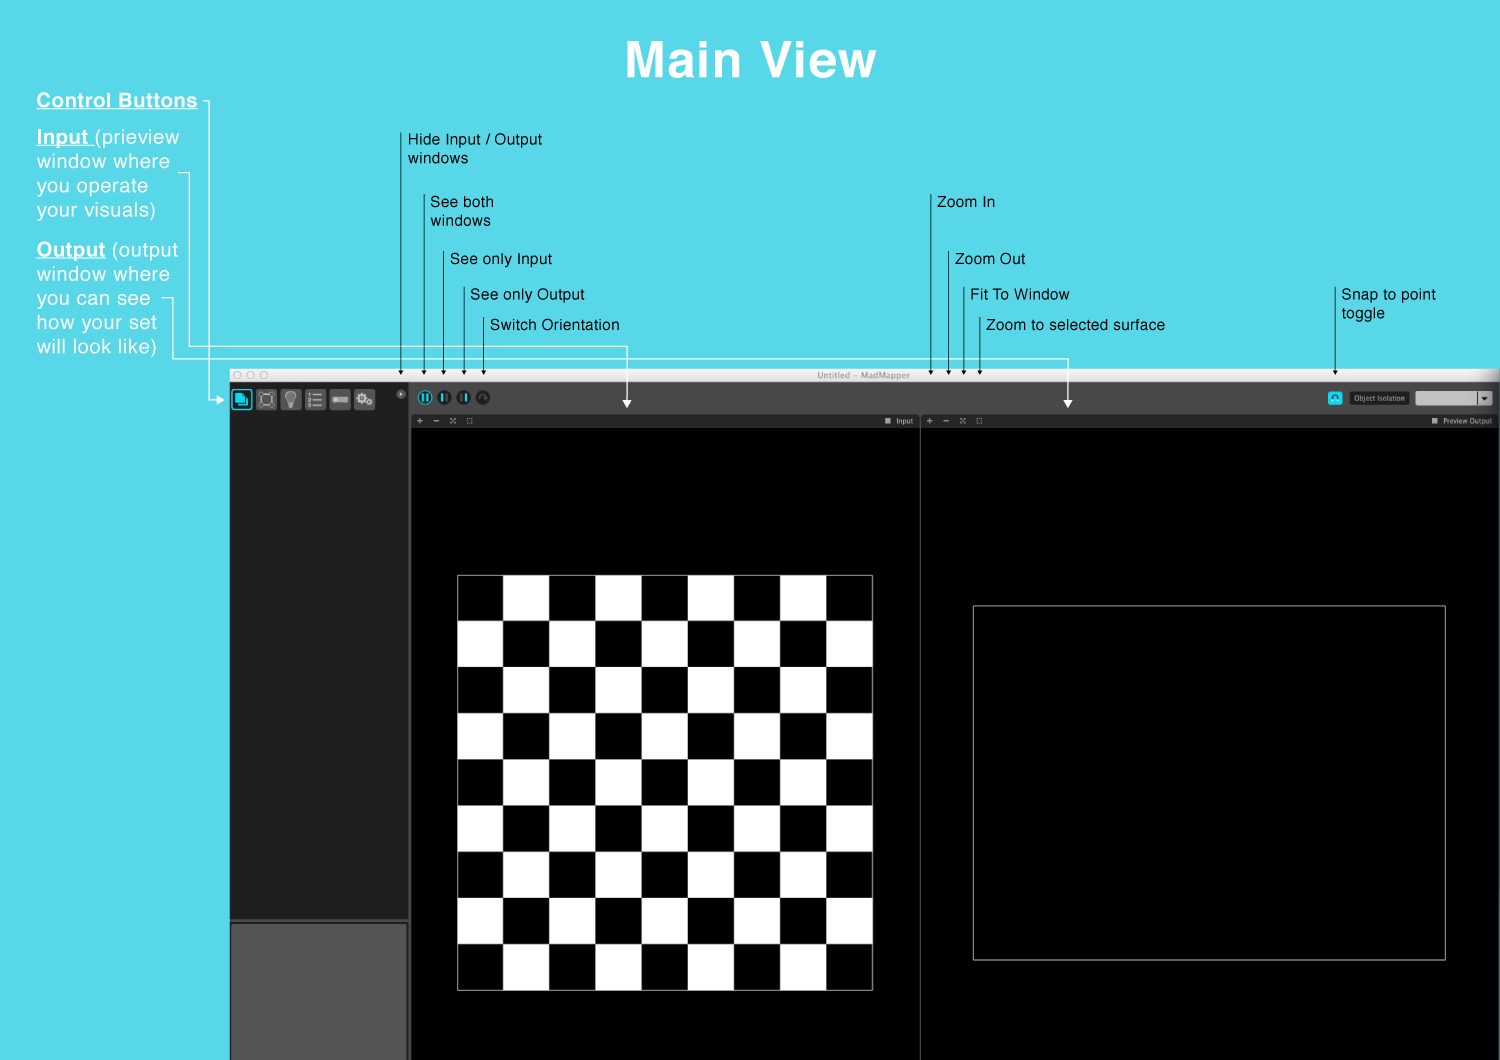 Main View
Control Buttons
Input (prieview
window where
you operate
your visuals)
Output (output
window where
you can see
how your set
will look like)
Hide Input / Output
windows
See both
windows
See only Input
See only Output
Switch Orientation
Zoom In
Zoom Out
Fit To Window
Zoom to selected surface
Snap to point
toggle
Untitled - MadMapper
Object Isolation
Input
Preview Output